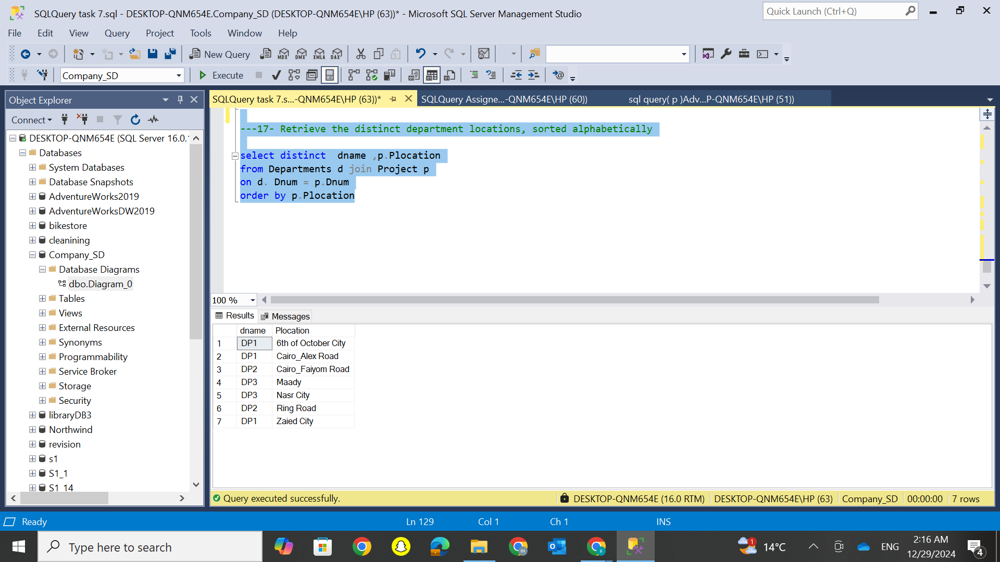 SQLQuery task 7.sql - DESKTOP-QNM654E.Company_SD (DESKTOP-QNM654E\HP (63))* - Microsoft SQL Server Management Studio
Quick Launch (Ctrl+Q)
File Edit View Query Project Tools Window Help
New Query MDX DMX XMLA DAX
Company_SD Execute
Object Explorer
SQLQuery task 7.s...-QNM654E\HP (63))* SQLQuery Assigne...-QNM654E\HP (60)) sql query( p )Adv...P-QNM654E\HP (51))
Connect
DESKTOP-QNM654E (SQL Server 16.0.
Databases
System Databases
Database Snapshots
AdventureWorks2019
AdventureWorksDW2019
bikestore
cleanining
Company_SD
Database Diagrams
dbo.Diagram_0
Tables
Views
External Resources
Synonyms
Programmability
Service Broker
Storage
Security
libraryDB3
Northwind
revision
s1
S1_1
S1_14
---17- Retrieve the distinct department locations, sorted alphabetically
select distinct  dname ,p.Plocation
from Departments d join Project p
on d. Dnum = p.Dnum
order by p.Plocation
100 %
Results Messages
dname Plocation
1 DP1 6th of October City
2 DP1 Cairo_Alex Road
3 DP2 Cairo_Faiyom Road
4 DP3 Maady
5 DP3 Nasr City
6 DP2 Ring Road
7 DP1 Zaied City
Query executed successfully. DESKTOP-QNM654E (16.0 RTM) DESKTOP-QNM654E\HP (63) Company_SD 00:00:00 7 rows
Ready Ln 129 Col 1 Ch 1 INS
Type here to search
m
s
1
14°C
ENG
2:16 AM
12/29/2024
4